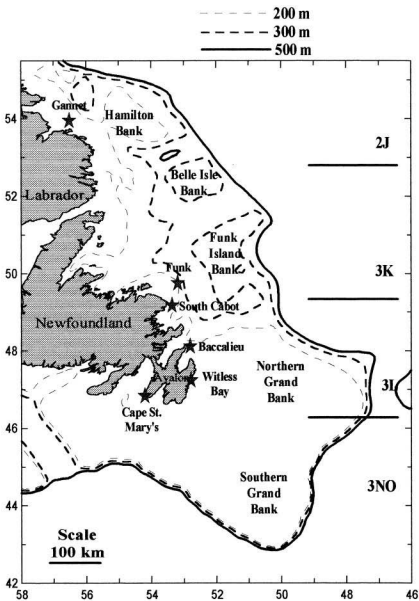 200 m
300 m
500 m
Gannet
Hamilton
Bank
2J
Belle Isle
Bank
Labrador
Funk
Island
Bank
Funk
3K
South Cabot
Newfoundland
Baccalieu
Avalon
Witless
Bay
Northern
Grand
Bank
3L
Cape St.
Mary's
Southern
Grand
Bank
3NO
Scale
100 km
54
52
50
48
46
44
42
58
56
54
52
50
48
46